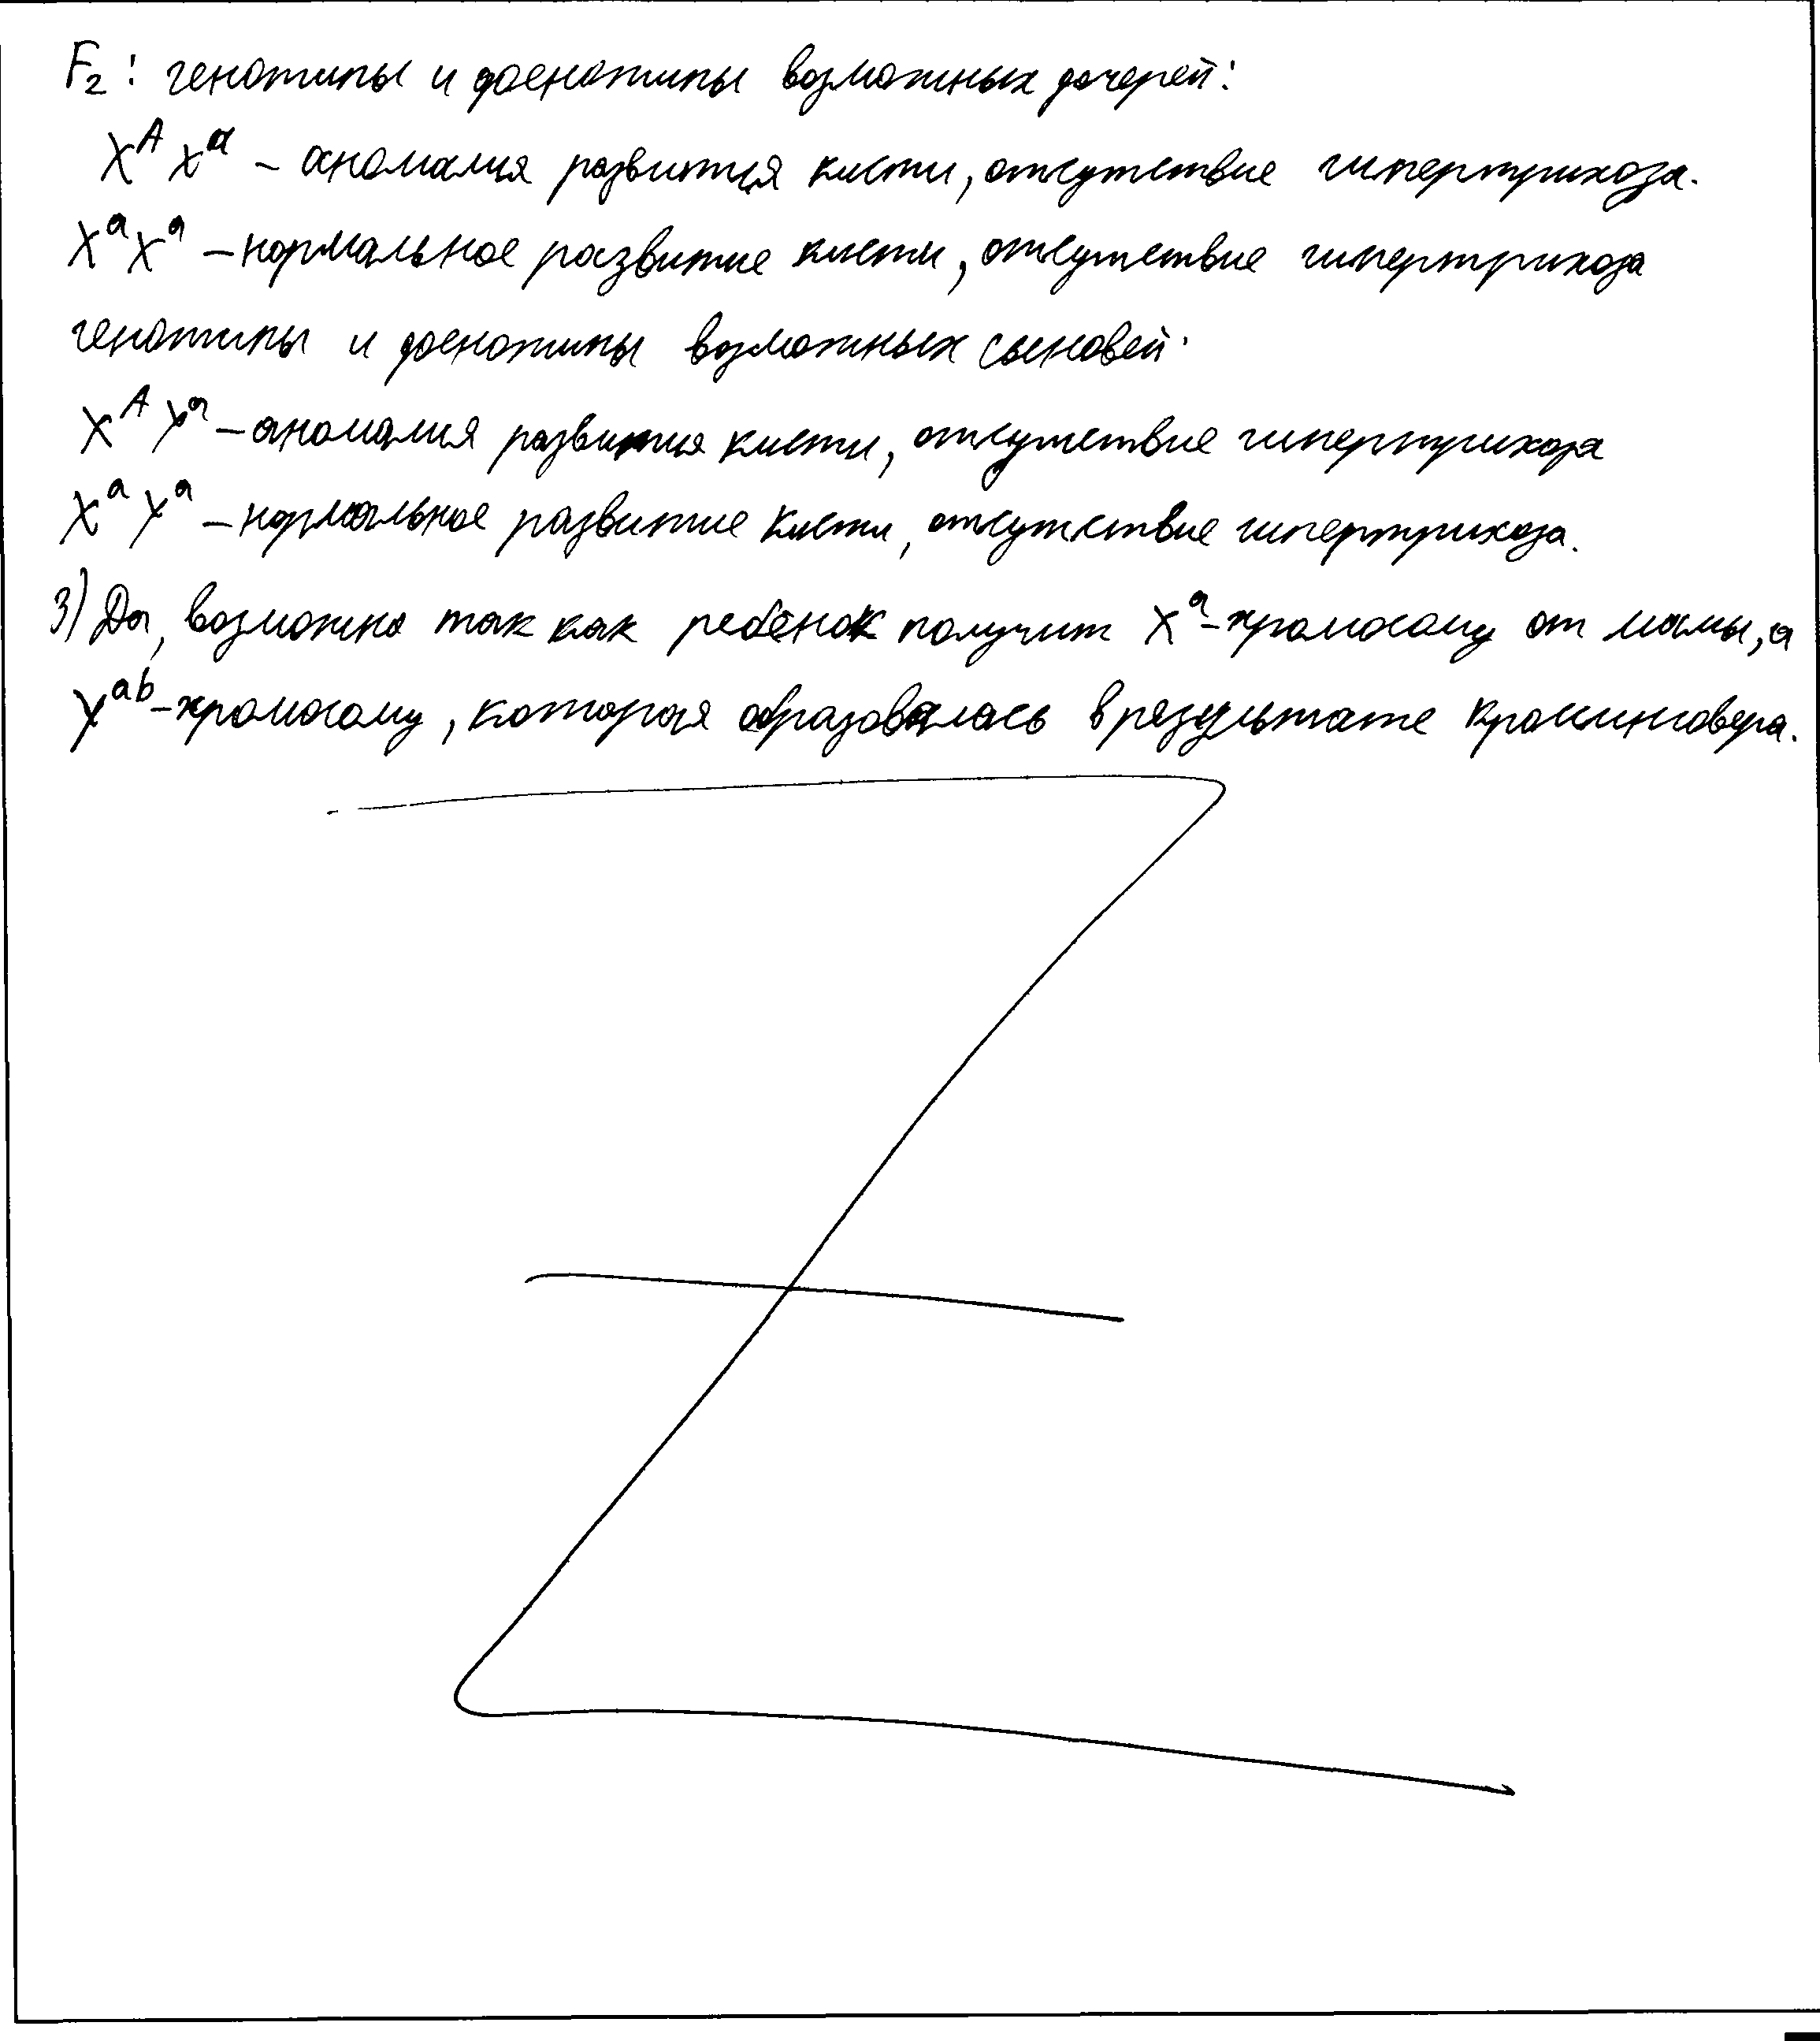 F₂: генотипы и фенотипы возможных дочерей:
X^A X^a – аномалия развития кисти, отсутствие гипертрихоза.
X^a X^a – нормальное развитие кисти, отсутствие гипертрихоза
генотипы и фенотипы возможных сыновей:
X^A Y^a – аномалия развития кисти, отсутствие гипертрихоза
X^a Y^a – нормальное развитие кисти, отсутствие гипертрихоза.
3) Да, возможно так как ребёнок получит X^a-хромосому от мамы, а
Y^ab-хромосому, которая образовалась в результате кроссинговера.